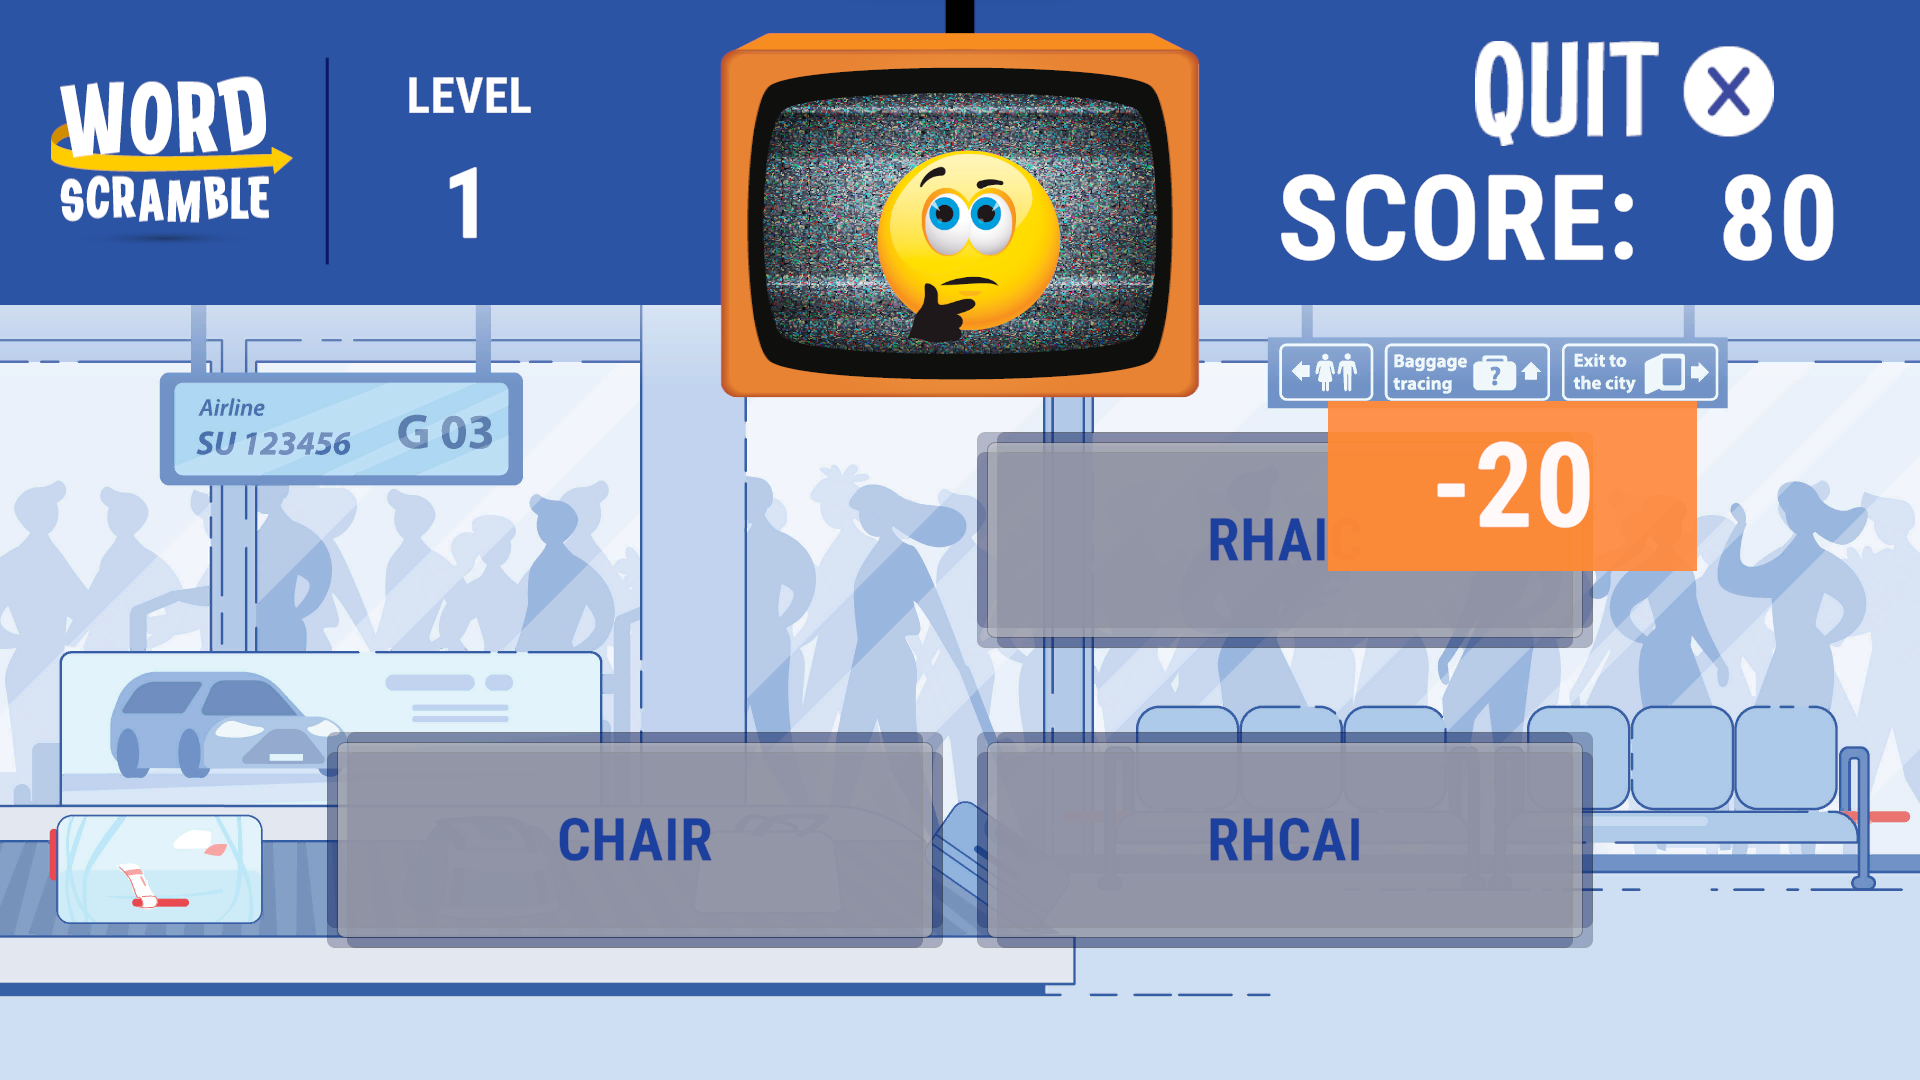 WORD
SCRAMBLE
LEVEL
1
QUIT X
SCORE: 80
Airline
SU 123456
G 03
Baggage
tracing
?
Exit to
the city
-20
RHAIC
CHAIR
RHCAI